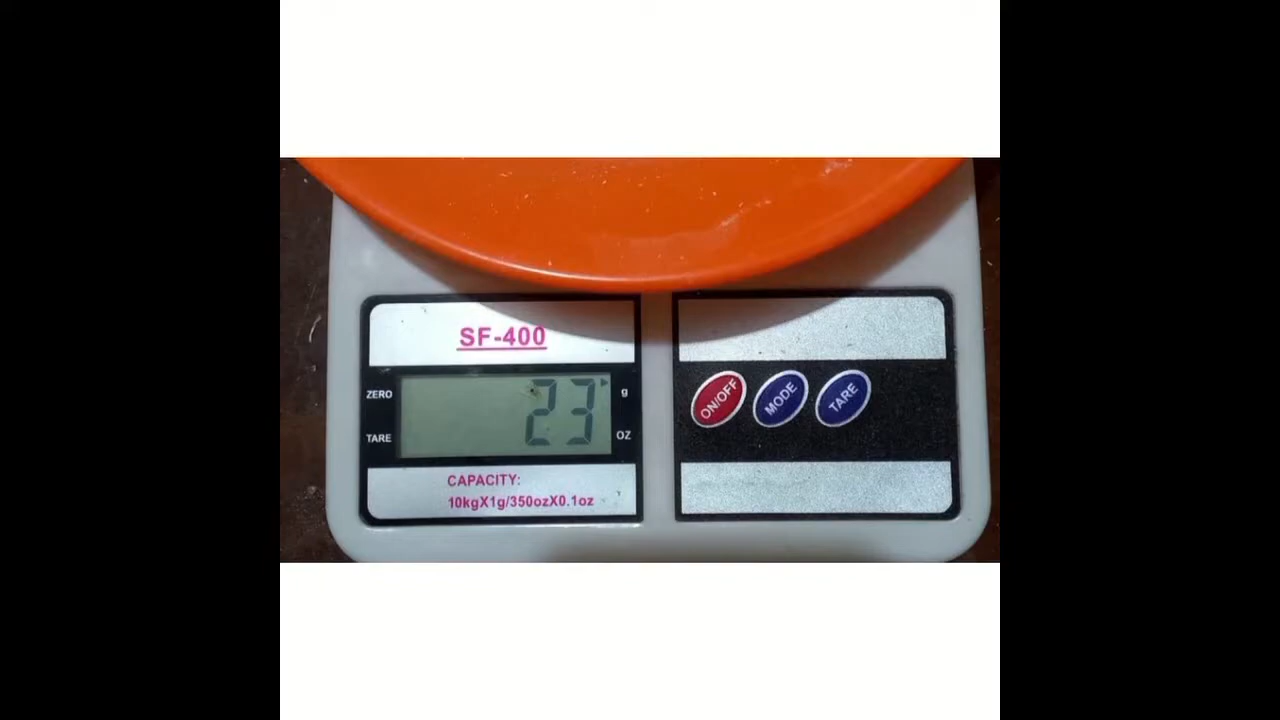 SF-400
ZERO
TARE
23
g
OZ
CAPACITY:
10kgX1g/350ozX0.1oz
ON/OFF
MODE
TARE